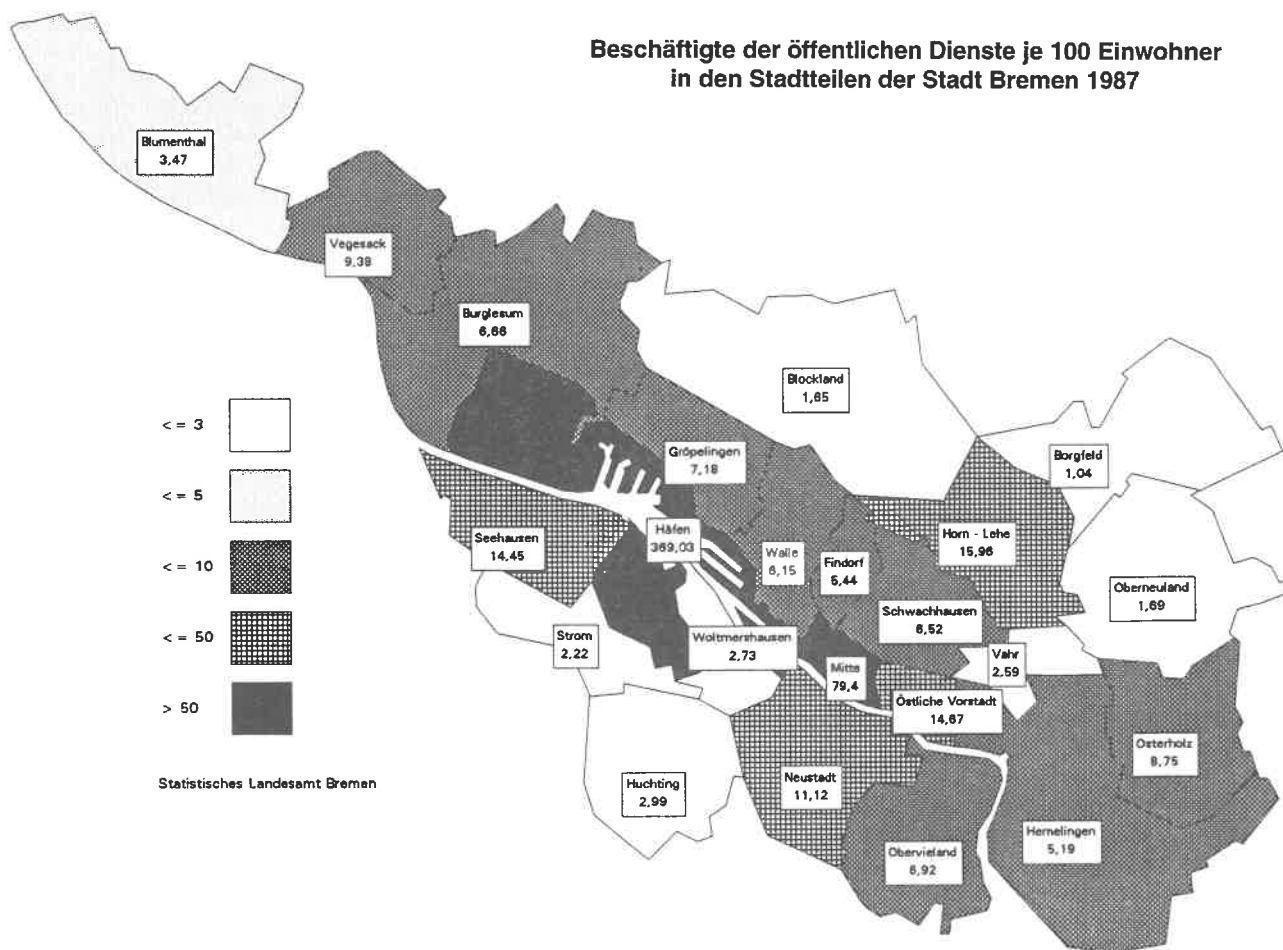 Beschäftigte der öffentlichen Dienste je 100 Einwohner
in den Stadtteilen der Stadt Bremen 1987
Blumenthal
3,47
Vegesack
9,38
Burglesum
6,66
Blockland
1,65
Borgfeld
1,04
Gröpelingen
7,18
Häfen
369,03
Seehausen
14,45
Walle
6,15
Findorf
5,44
Horn - Lehe
15,96
Oberneuland
1,69
Schwachhausen
6,52
Strom
2,22
Woltmershausen
2,73
Mitte
79,4
Vahr
2,59
Östliche Vorstadt
14,67
Osterholz
8,75
Huchting
2,99
Neustadt
11,12
Obervieland
6,92
Hemelingen
5,19
< = 3
< = 5
< = 10
< = 50
> 50
Statistisches Landesamt Bremen